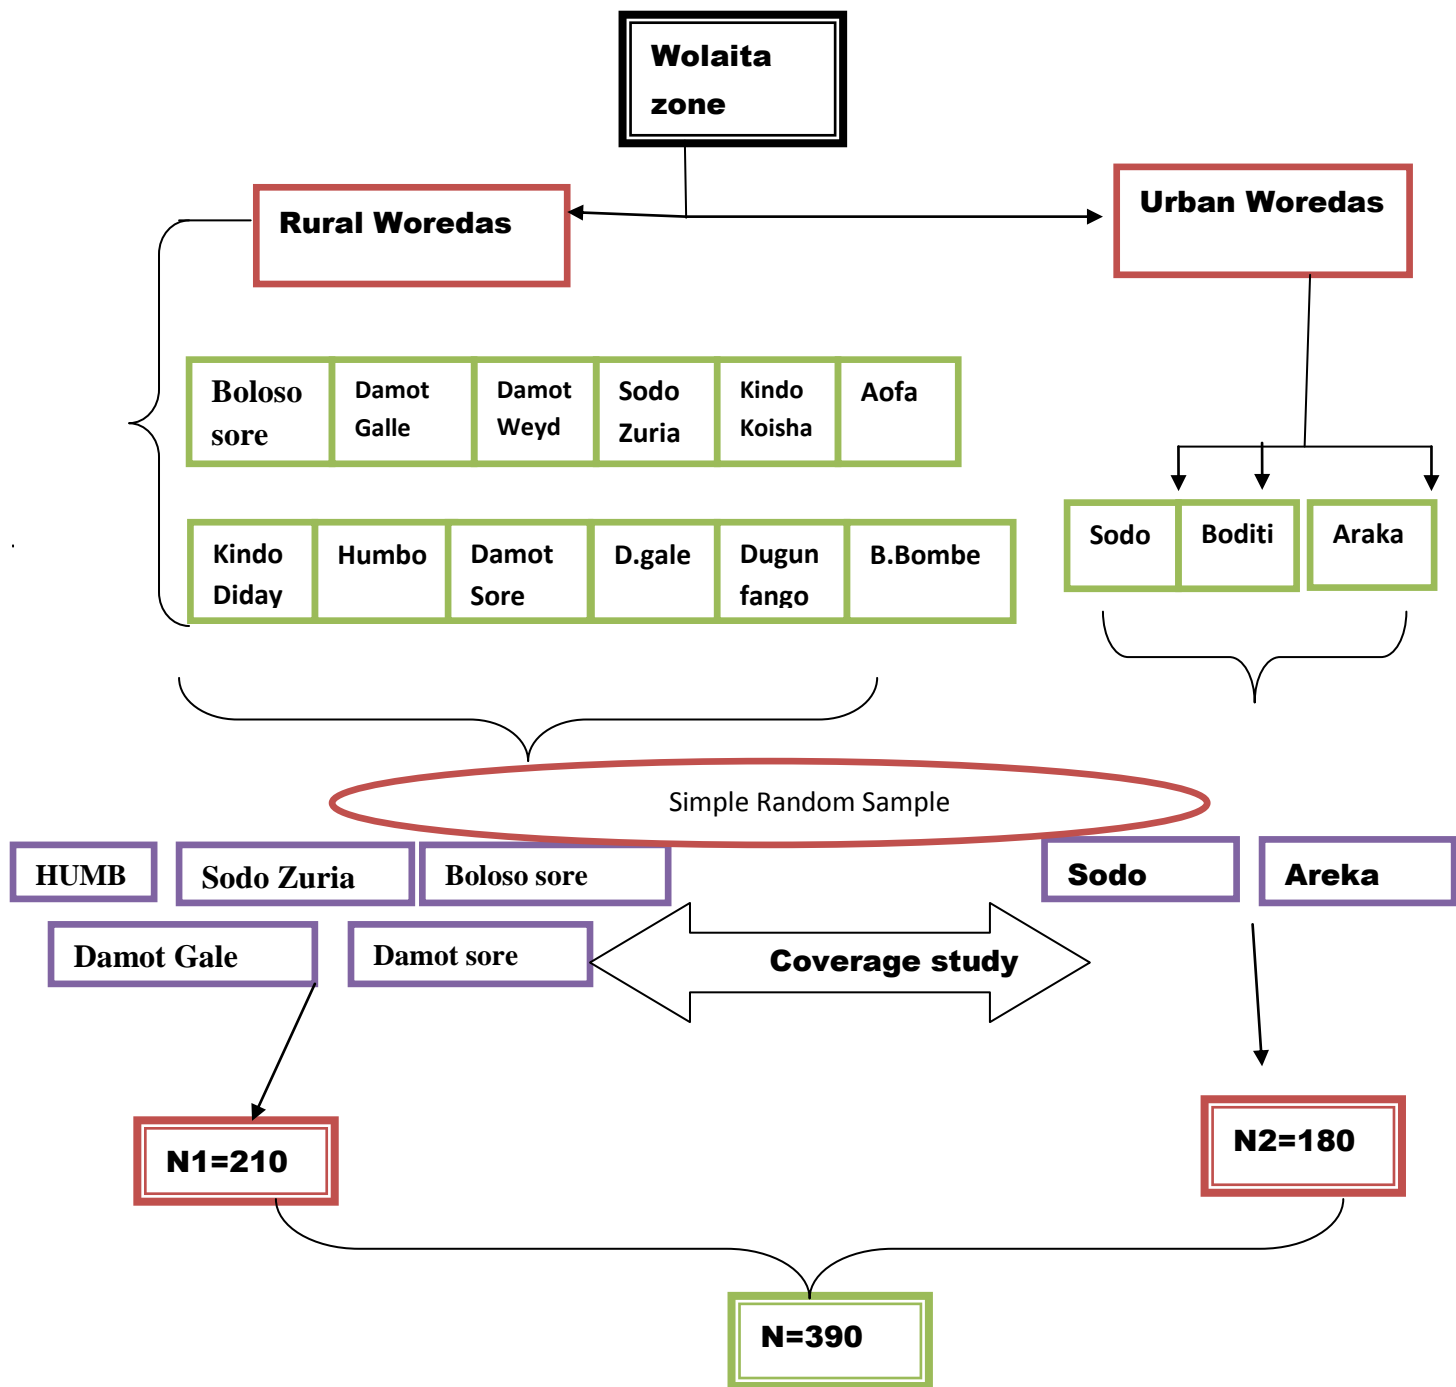 Wolaita
zone
Rural Woredas
Urban Woredas
Boloso
sore
Damot
Galle
Damot
Weyd
Sodo
Zuria
Kindo
Koisha
Aofa
Kindo
Diday
Humbo
Damot
Sore
D.gale
Dugun
fango
B.Bombe
Sodo
Boditi
Araka
Simple Random Sample
HUMB
Sodo Zuria
Boloso sore
Sodo
Areka
Damot Gale
Damot sore
Coverage study
N1=210
N2=180
N=390